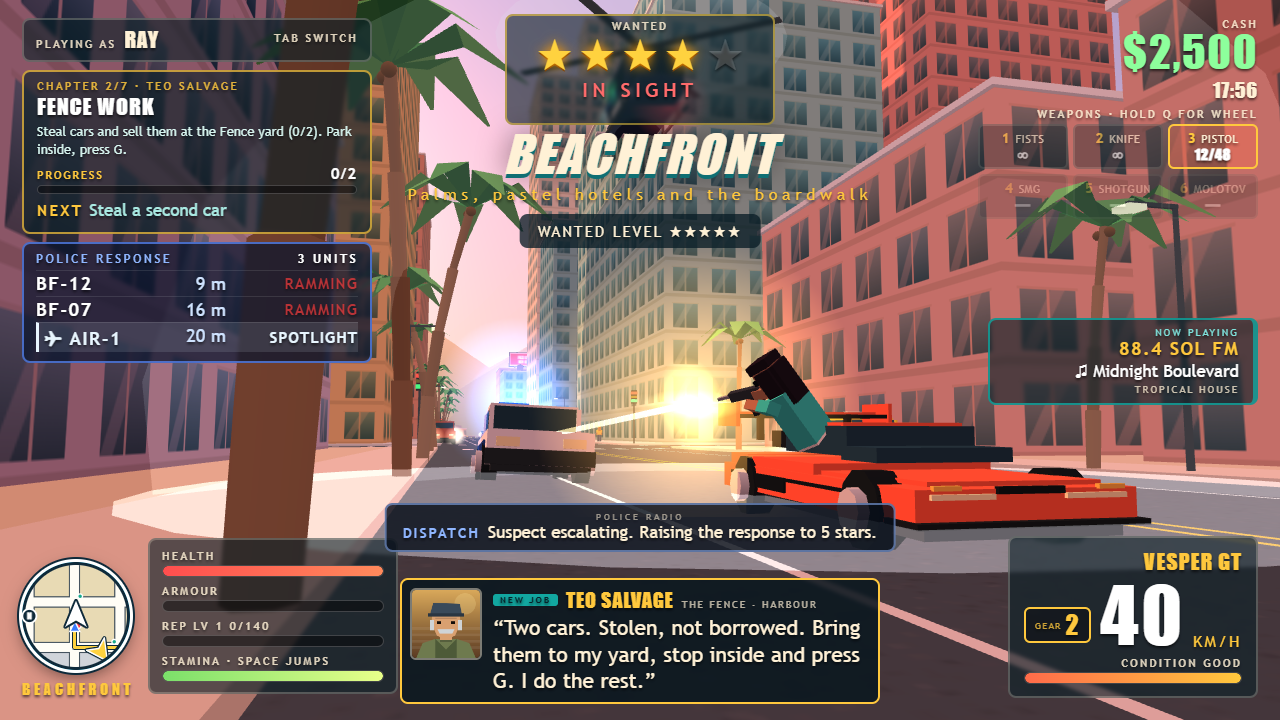 PLAYING AS RAY
TAB SWITCH
CHAPTER 2/7 · TEO SALVAGE
FENCE WORK
Steal cars and sell them at the Fence yard (0/2). Park
inside, press G.
PROGRESS 0/2
NEXT Steal a second car
POLICE RESPONSE 3 UNITS
BF-12 9 m RAMMING
BF-07 16 m RAMMING
AIR-1 20 m SPOTLIGHT
WANTED
IN SIGHT
BEACHFRONT
Palms, pastel hotels and the boardwalk
WANTED LEVEL ★★★★★
CASH
$2,500
17:56
WEAPONS · HOLD Q FOR WHEEL
1 FISTS ∞
2 KNIFE ∞
3 PISTOL 12/48
4 SMG —
5 SHOTGUN —
6 MOLOTOV —
NOW PLAYING
88.4 SOL FM
♫ Midnight Boulevard
TROPICAL HOUSE
POLICE RADIO
DISPATCH Suspect escalating. Raising the response to 5 stars.
HEALTH
ARMOUR
REP LV 1 0/140
STAMINA · SPACE JUMPS
BEACHFRONT
NEW JOB TEO SALVAGE THE FENCE · HARBOUR
“Two cars. Stolen, not borrowed. Bring
them to my yard, stop inside and press
G. I do the rest.”
VESPER GT
GEAR 2 40 KM/H
CONDITION GOOD